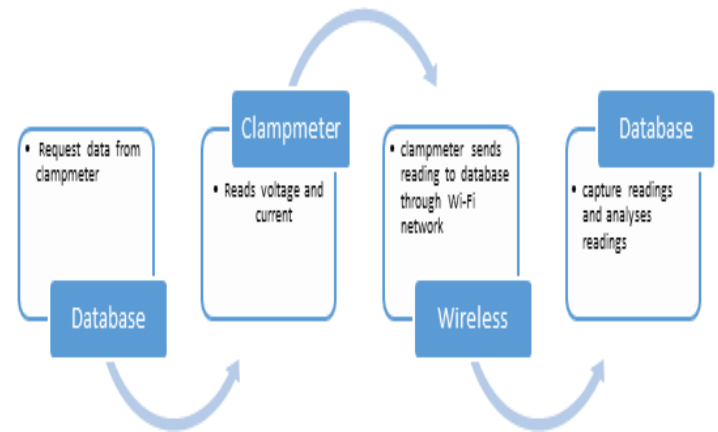 • Request data from
clampmeter
Database
Clampmeter
• Reads voltage and
current
• clampmeter sends
reading to database
through Wi-Fi
network
Wireless
Database
• capture readings
and analyses
readings